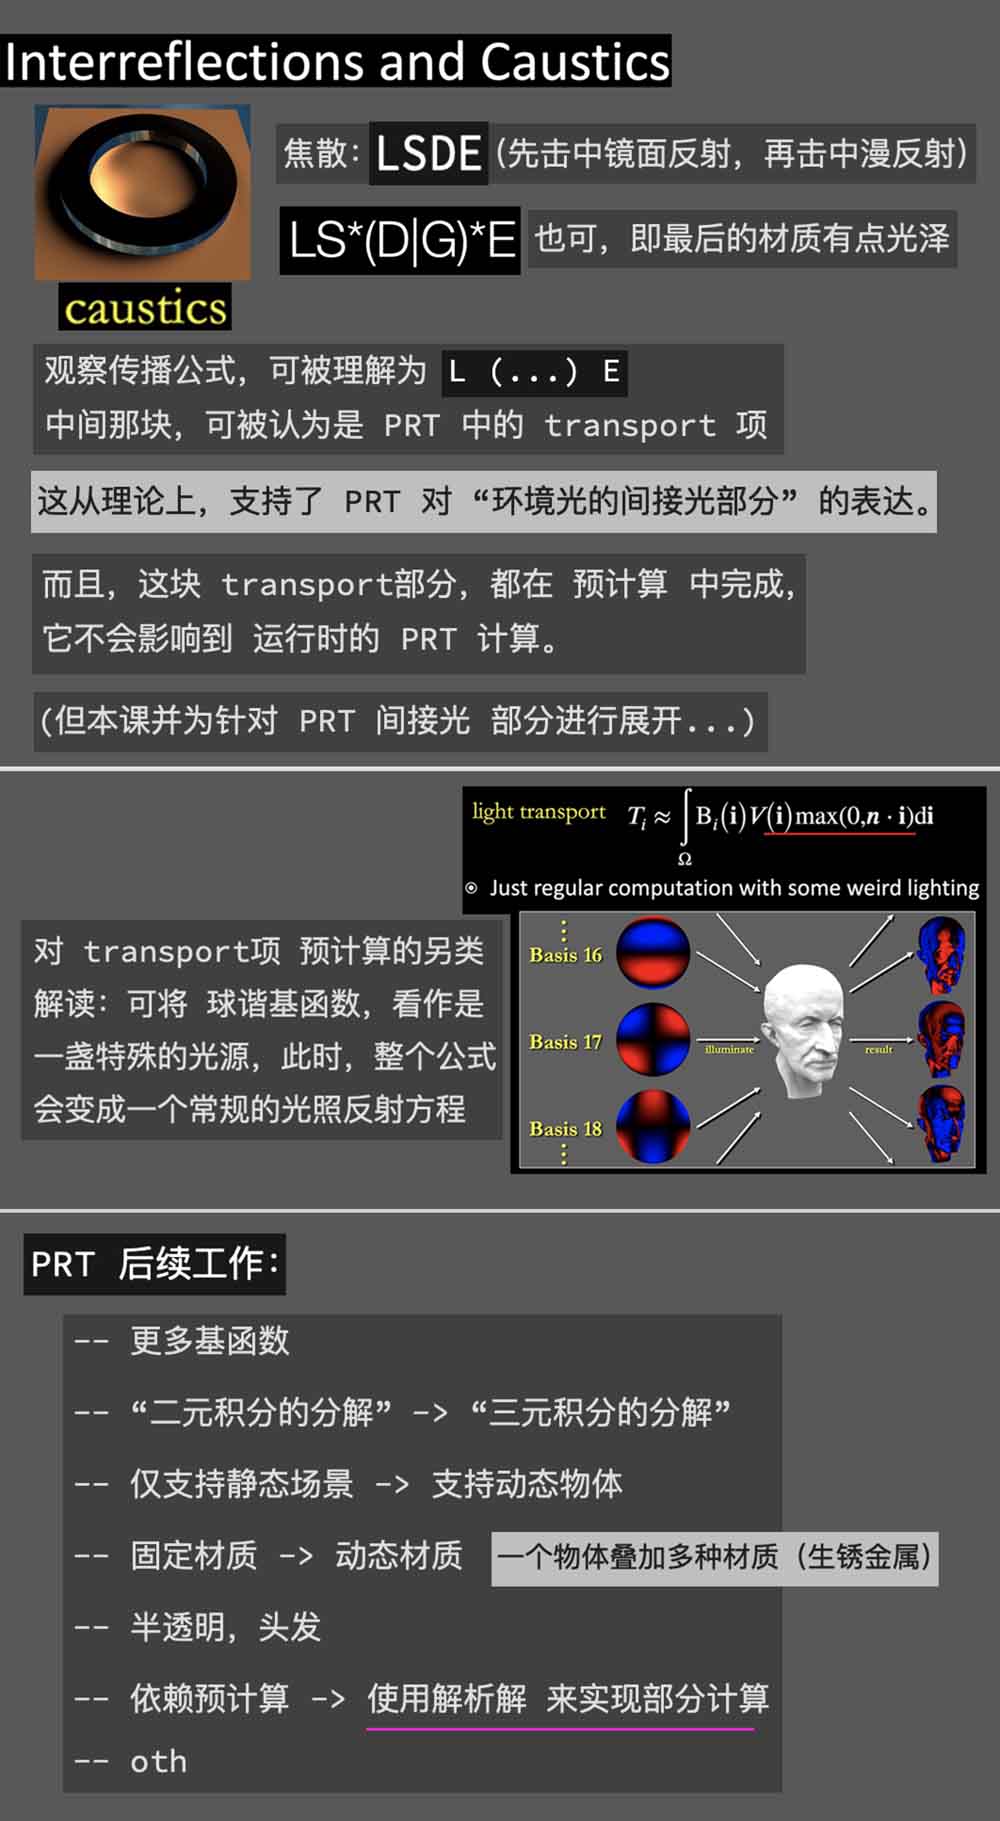 Interreflections and Caustics
焦散: LSDE (先击中镜面反射, 再击中漫反射)
LS*(D|G)*E 也可, 即最后的材质有点光泽
caustics
观察传播公式, 可被理解为 L (...) E
中间那块, 可被认为是 PRT 中的 transport 项
这从理论上, 支持了 PRT 对 “环境光的间接光部分” 的表达。
而且, 这块 transport部分, 都在 预计算 中完成,
它不会影响到 运行时的 PRT 计算。
(但本课并为针对 PRT 间接光 部分进行展开...)
light transport Tᵢ ≈ ∫Ω Bᵢ(i)V(i)max(0,n · i)di
Just regular computation with some weird lighting
对 transport项 预计算的另类
解读: 可将 球谐基函数, 看作是
一盏特殊的光源, 此时, 整个公式
会变成一个常规的光照反射方程
Basis 16
Basis 17
illuminate
result
Basis 18
PRT 后续工作:
-- 更多基函数
-- “二元积分的分解” -> “三元积分的分解”
-- 仅支持静态场景 -> 支持动态物体
-- 固定材质 -> 动态材质 一个物体叠加多种材质 (生锈金属)
-- 半透明, 头发
-- 依赖预计算 -> 使用解析解 来实现部分计算
-- oth